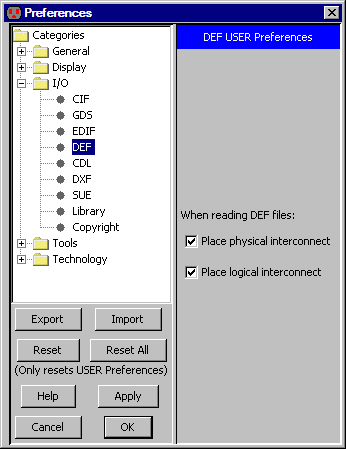 Preferences
Categories
General
Display
I/O
CIF
GDS
EDIF
DEF
CDL
DXF
SUE
Library
Copyright
Tools
Technology
Export
Import
Reset
Reset All
(Only resets USER Preferences)
Help
Apply
Cancel
OK
DEF USER Preferences
When reading DEF files:
Place physical interconnect
Place logical interconnect